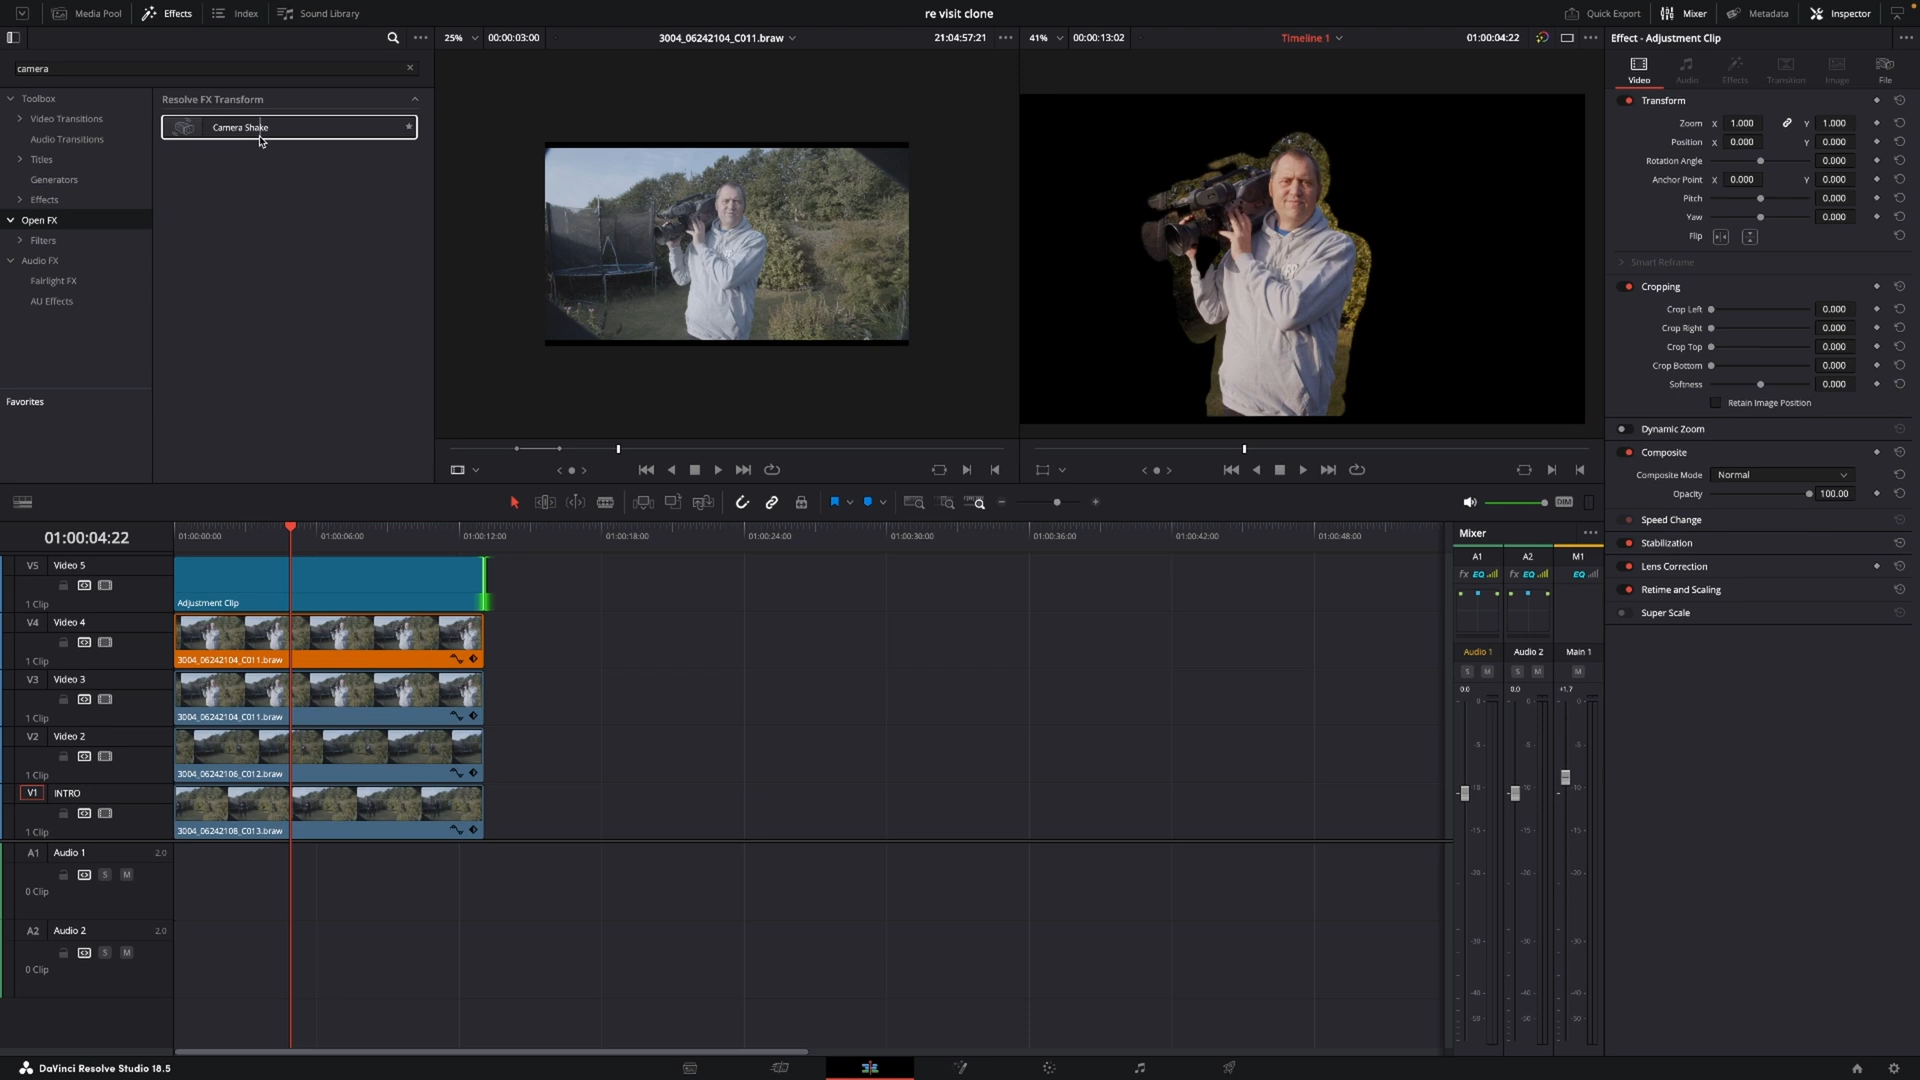 Media Pool
Effects
Index
Sound Library
re visit clone
Quick Export
Mixer
Metadata
Inspector
25%
00:00:03:00
3004_06242104_C011.braw
21:04:57:21
41%
00:00:13:02
Timeline 1
01:00:04:22
Effect - Adjustment Clip
camera
Toolbox
Video Transitions
Audio Transitions
Titles
Generators
Effects
Open FX
Filters
Audio FX
Fairlight FX
AU Effects
Favorites
Resolve FX Transform
Camera Shake
Video
Audio
Effects
Transition
Image
File
Transform
Zoom X 1.000 Y 1.000
Position X 0.000 Y 0.000
Rotation Angle 0.000
Anchor Point X 0.000 Y 0.000
Pitch 0.000
Yaw 0.000
Flip
Smart Reframe
Cropping
Crop Left 0.000
Crop Right 0.000
Crop Top 0.000
Crop Bottom 0.000
Softness 0.000
Retain Image Position
Dynamic Zoom
Composite
Composite Mode Normal
Opacity 100.00
Speed Change
Stabilization
Lens Correction
Retime and Scaling
Super Scale
DIM
01:00:04:22
01:00:00:00
01:00:06:00
01:00:12:00
01:00:18:00
01:00:24:00
01:00:30:00
01:00:36:00
01:00:42:00
01:00:48:00
V5 Video 5
1 Clip
Adjustment Clip
V4 Video 4
1 Clip
3004_06242104_C011.braw
V3 Video 3
1 Clip
3004_06242104_C011.braw
V2 Video 2
1 Clip
3004_06242106_C012.braw
V1 INTRO
1 Clip
3004_06242108_C013.braw
A1 Audio 1 2.0
S M
0 Clip
A2 Audio 2 2.0
S M
0 Clip
Mixer
A1 A2 M1
fx EQ fx EQ EQ
Audio 1 Audio 2 Main 1
S M S M M
0.0 0.0 +1.7
DaVinci Resolve Studio 18.5